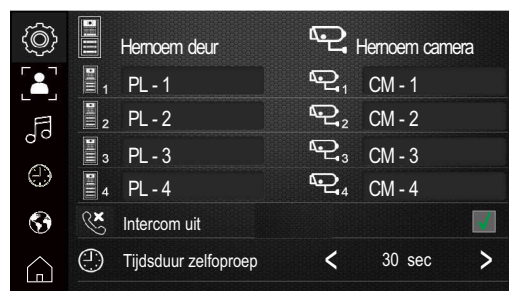 Hernoem deur Hernoem camera
1 PL - 1 1 CM - 1
2 PL - 2 2 CM - 2
3 PL - 3 3 CM - 3
4 PL - 4 4 CM - 4
Intercom uit
Tijdsduur zelfoproep < 30 sec >